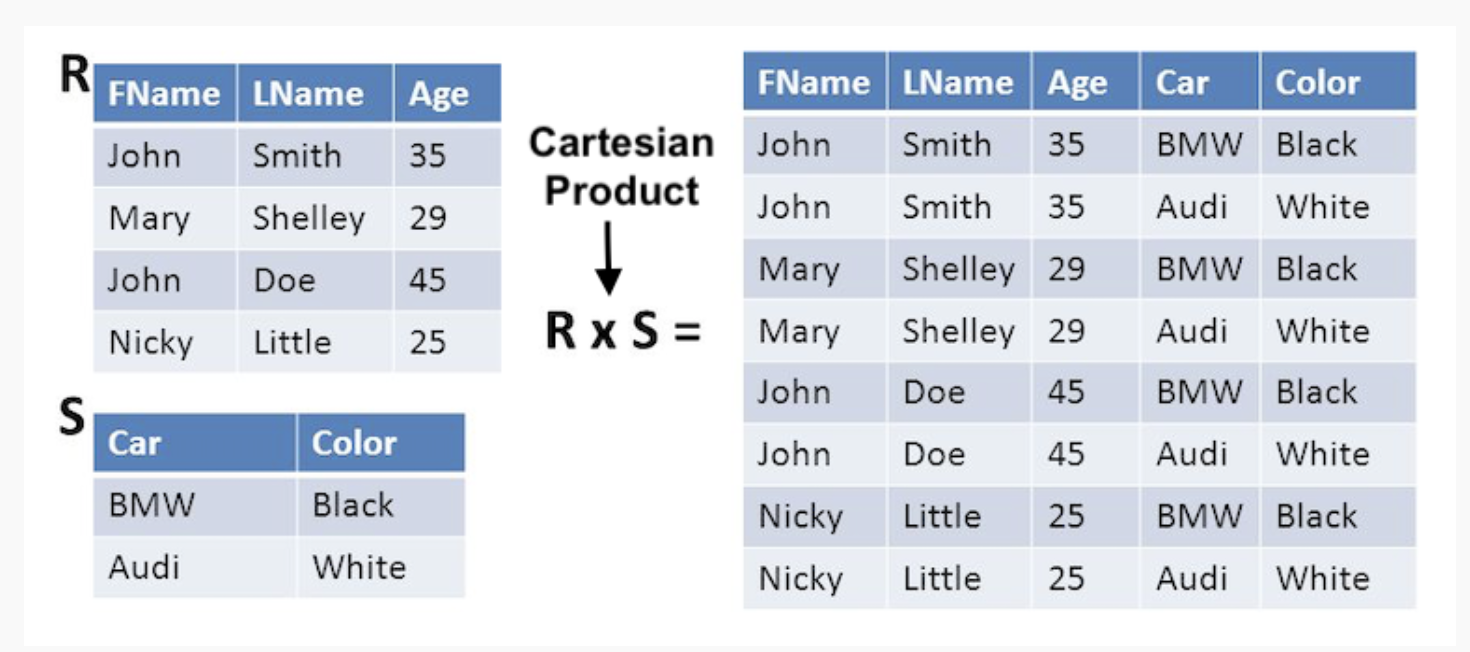 R
FName LName Age
John Smith 35
Mary Shelley 29
John Doe 45
Nicky Little 25
S
Car Color
BMW Black
Audi White
Cartesian
Product
R x S =
FName LName Age Car Color
John Smith 35 BMW Black
John Smith 35 Audi White
Mary Shelley 29 BMW Black
Mary Shelley 29 Audi White
John Doe 45 BMW Black
John Doe 45 Audi White
Nicky Little 25 BMW Black
Nicky Little 25 Audi White